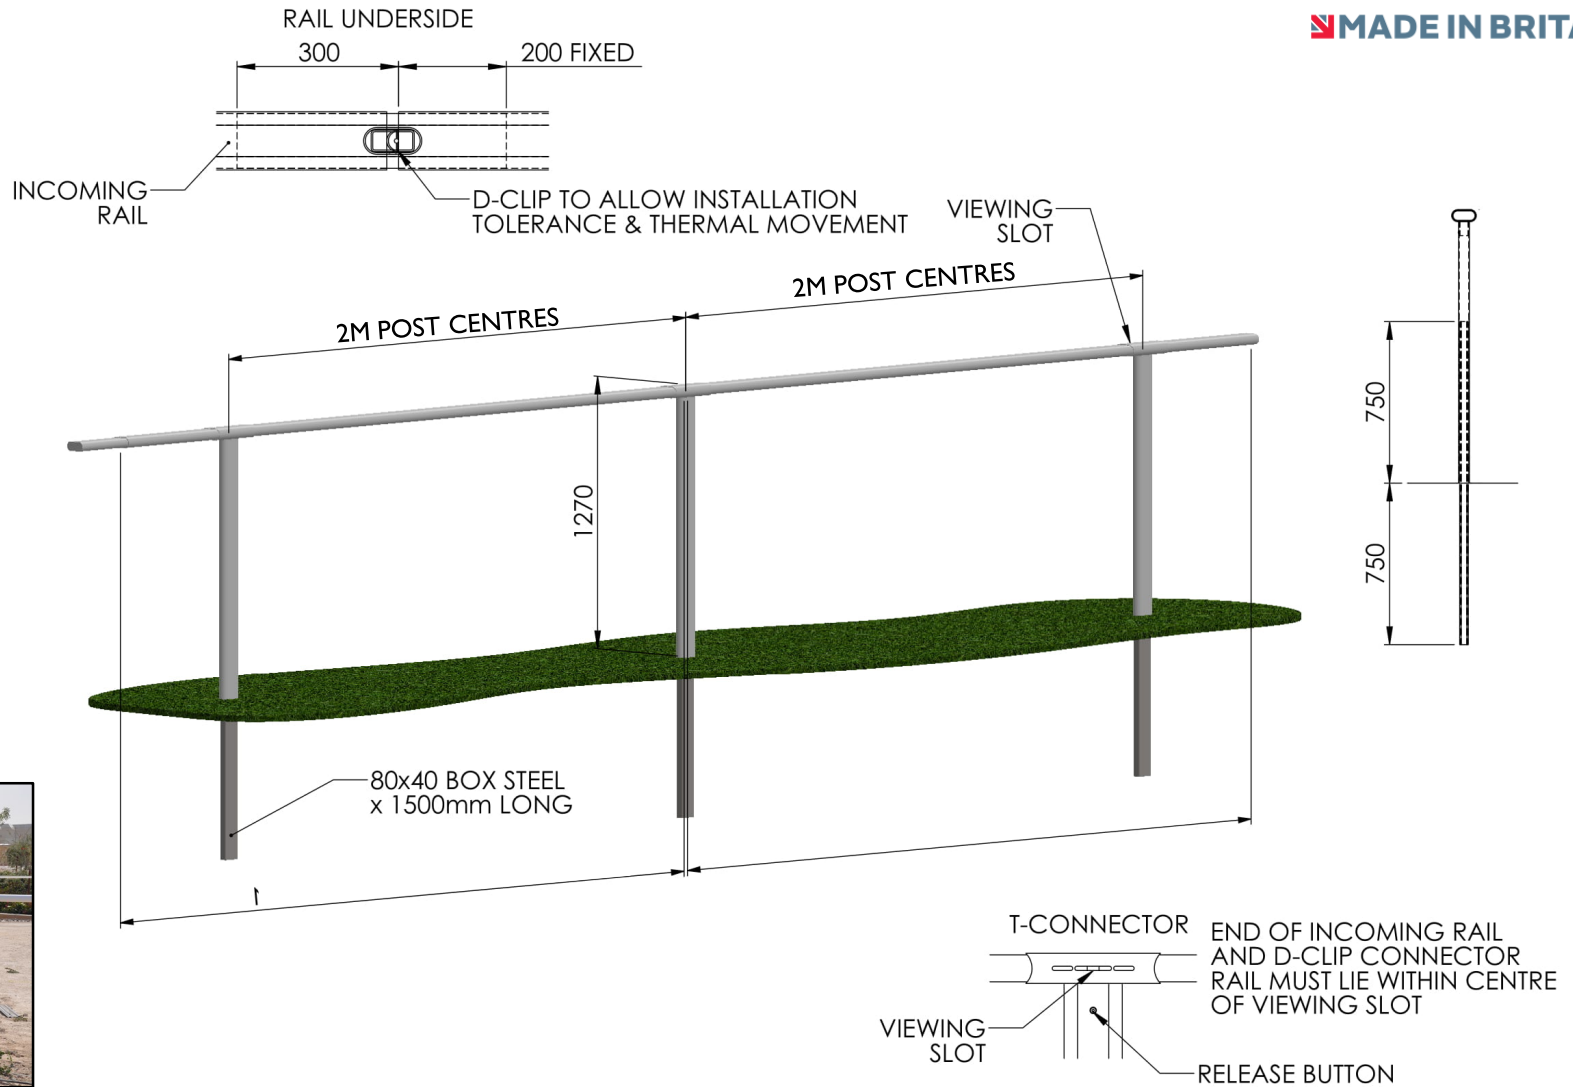 RAIL UNDERSIDE
MADE IN BRITA
300
200 FIXED
INCOMING
RAIL
D-CLIP TO ALLOW INSTALLATION
TOLERANCE & THERMAL MOVEMENT
VIEWING
SLOT
2M POST CENTRES
2M POST CENTRES
1270
750
750
80x40 BOX STEEL
x 1500mm LONG
T-CONNECTOR
END OF INCOMING RAIL
AND D-CLIP CONNECTOR
RAIL MUST LIE WITHIN CENTRE
OF VIEWING SLOT
VIEWING
SLOT
RELEASE BUTTON